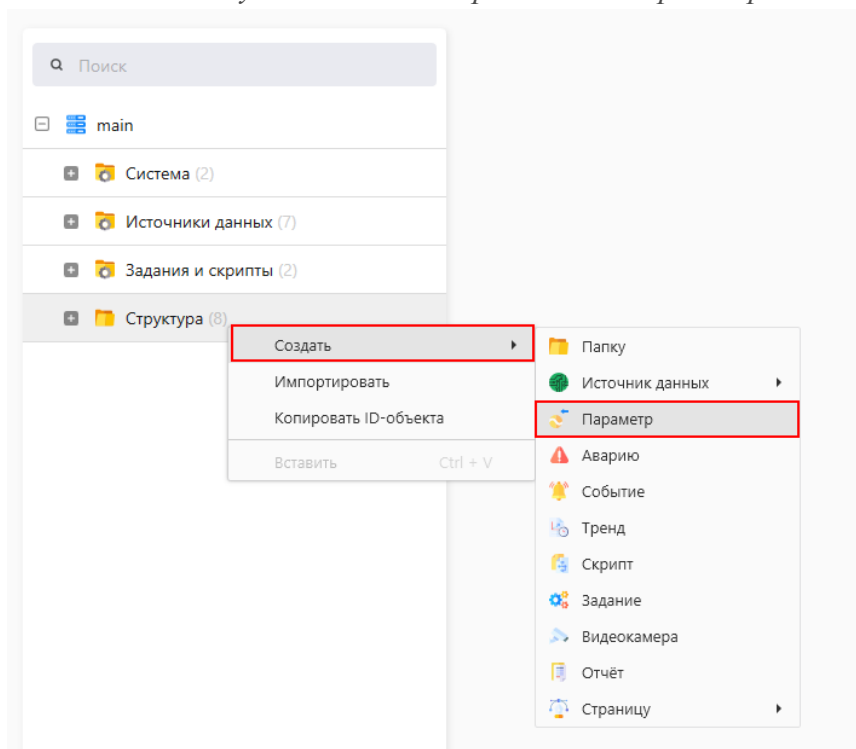 Поиск
main
Система (2)
Источники данных (7)
Задания и скрипты (2)
Структура (8)
Создать
Импортировать
Копировать ID-объекта
Вставить Ctrl + V
Папку
Источник данных
Параметр
Аварию
Событие
Тренд
Скрипт
Задание
Видеокамера
Отчёт
Страницу